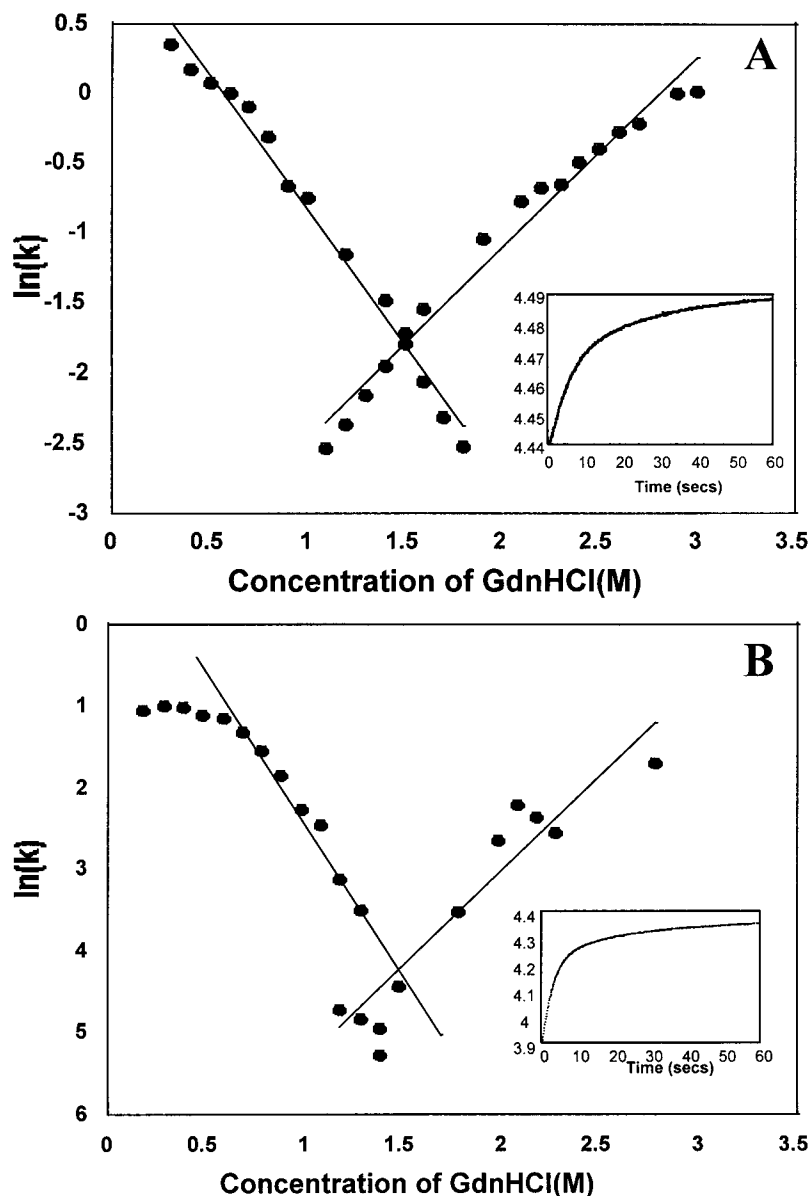 A
0.5
0
-0.5
-1
-1.5
-2
-2.5
-3
ln(k)
0 0.5 1 1.5 2 2.5 3 3.5
Concentration of GdnHCl(M)
4.49
4.48
4.47
4.46
4.45
4.44
0 10 20 30 40 50 60
Time (secs)
B
0
1
2
3
4
5
6
ln(k)
0 0.5 1 1.5 2 2.5 3 3.5
Concentration of GdnHCl(M)
4.4
4.3
4.2
4.1
4
3.9
0 10 20 30 40 50 60
Time (secs)